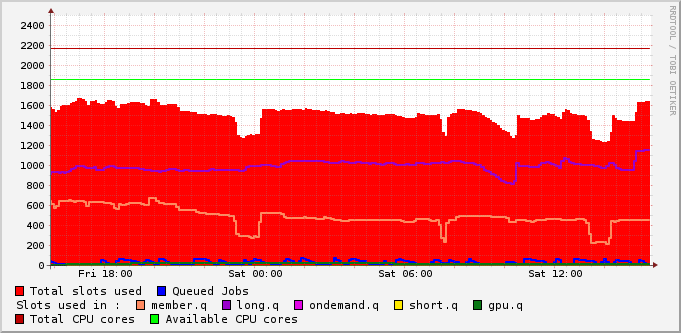 RRDTOOL / TOBI OETIKER
2400
2200
2000
1800
1600
1400
1200
1000
800
600
400
200
0
Fri 18:00 Sat 00:00 Sat 06:00 Sat 12:00
Total slots used Queued Jobs
Slots used in : member.q long.q ondemand.q short.q gpu.q
Total CPU cores Available CPU cores